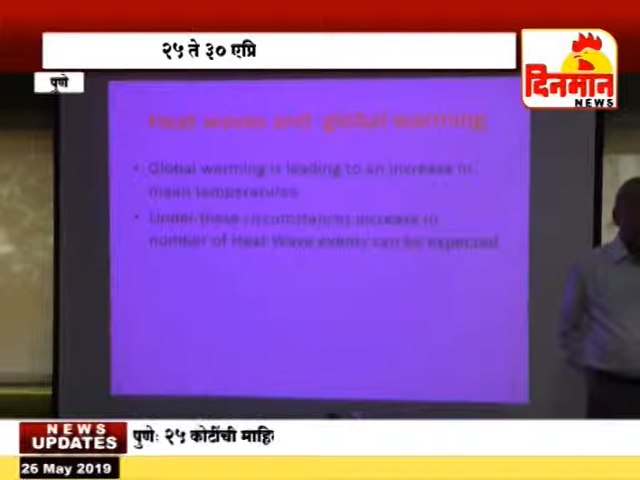 २५ ते ३० एप्रि
दिनमान
NEWS
पुणे
Heat waves and global warming
• Global warming is leading to an increase in
mean temperatures
• Under these circumstances increase in
number of Heat Wave events can be expected
NEWS
UPDATES
पुणे: २५ कोटींची माहि
26 May 2019